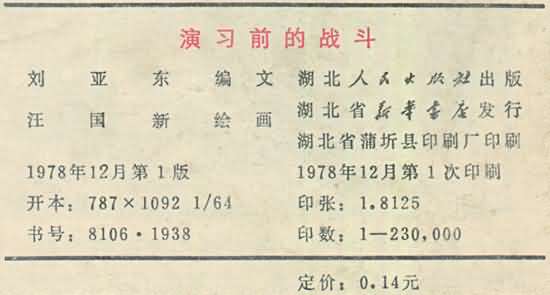 演习前的战斗
刘亚东编文 湖北人民出版社出版
汪国新绘画 湖北省新华书店发行
湖北省蒲圻县印刷厂印刷
1978年12月第1版 1978年12月第1次印刷
开本：787×1092 1/64 印张：1.8125
书号：8106·1938 印数：1—230,000
定价：0.14元